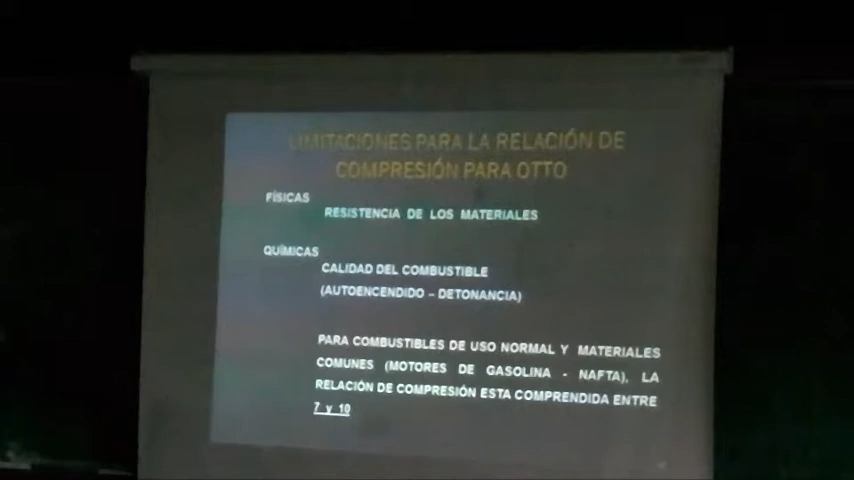 LIMITACIONES PARA LA RELACIÓN DE
COMPRESIÓN PARA OTTO
FÍSICAS
RESISTENCIA DE LOS MATERIALES
QUÍMICAS
CALIDAD DEL COMBUSTIBLE
(AUTOENCENDIDO – DETONANCIA)
PARA COMBUSTIBLES DE USO NORMAL Y MATERIALES
COMUNES (MOTORES DE GASOLINA - NAFTA), LA
RELACIÓN DE COMPRESIÓN ESTA COMPRENDIDA ENTRE
7 y 10